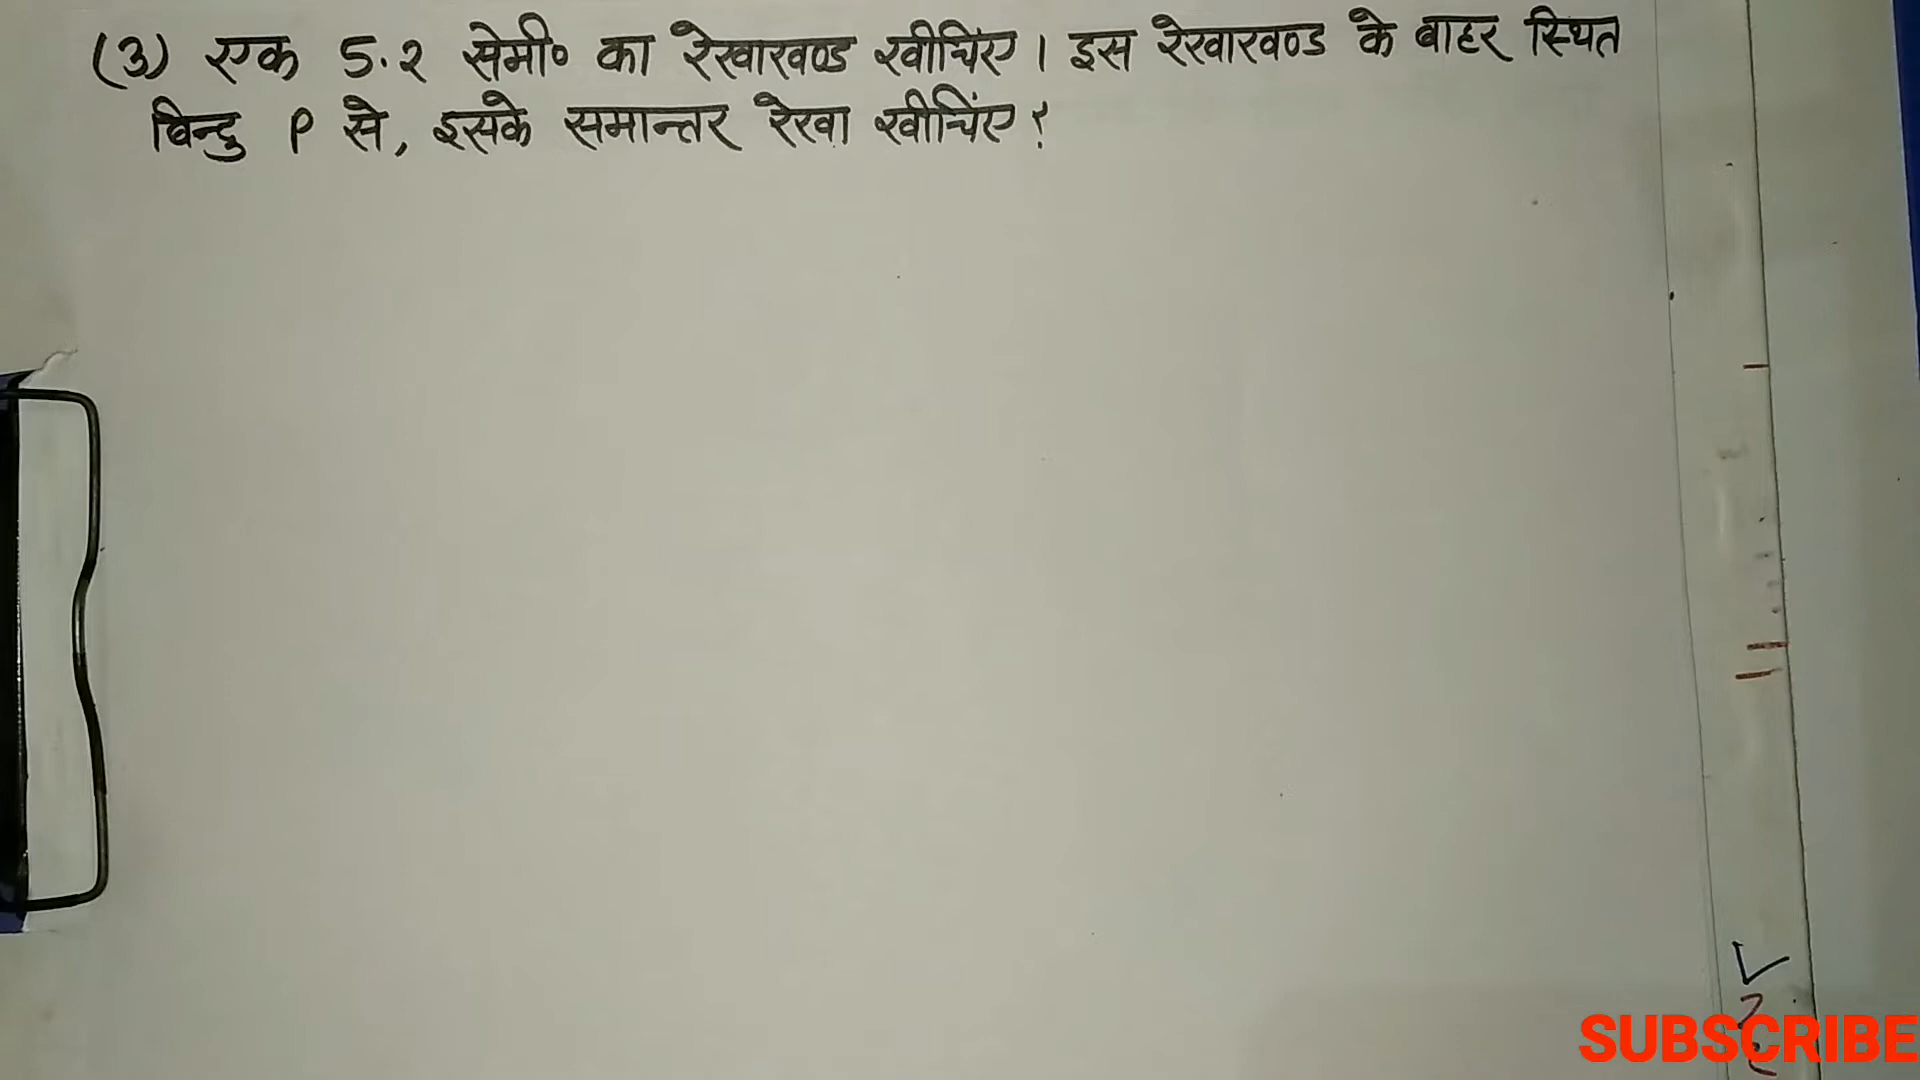 (3) एक 5.2 सेमी० का रेखाखण्ड खीचिंए। इस रेखाखण्ड के बाहर स्थित
बिन्दु P से, इसके समान्तर रेखा खीचिंए?
SUBSCRIBE